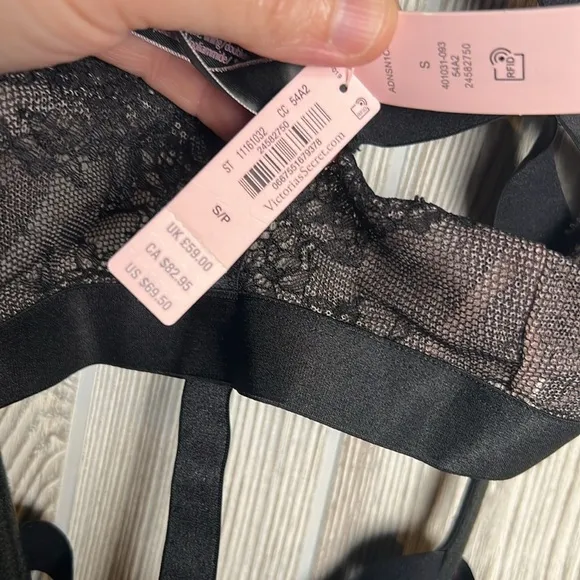 ST 11161032 CC 54A2
24582750
0667551679378
VictoriasSecret.com
S/P
UK £59.00
CA $82.95
US $69.50
RFID
S
401031-093
54A2
24582750